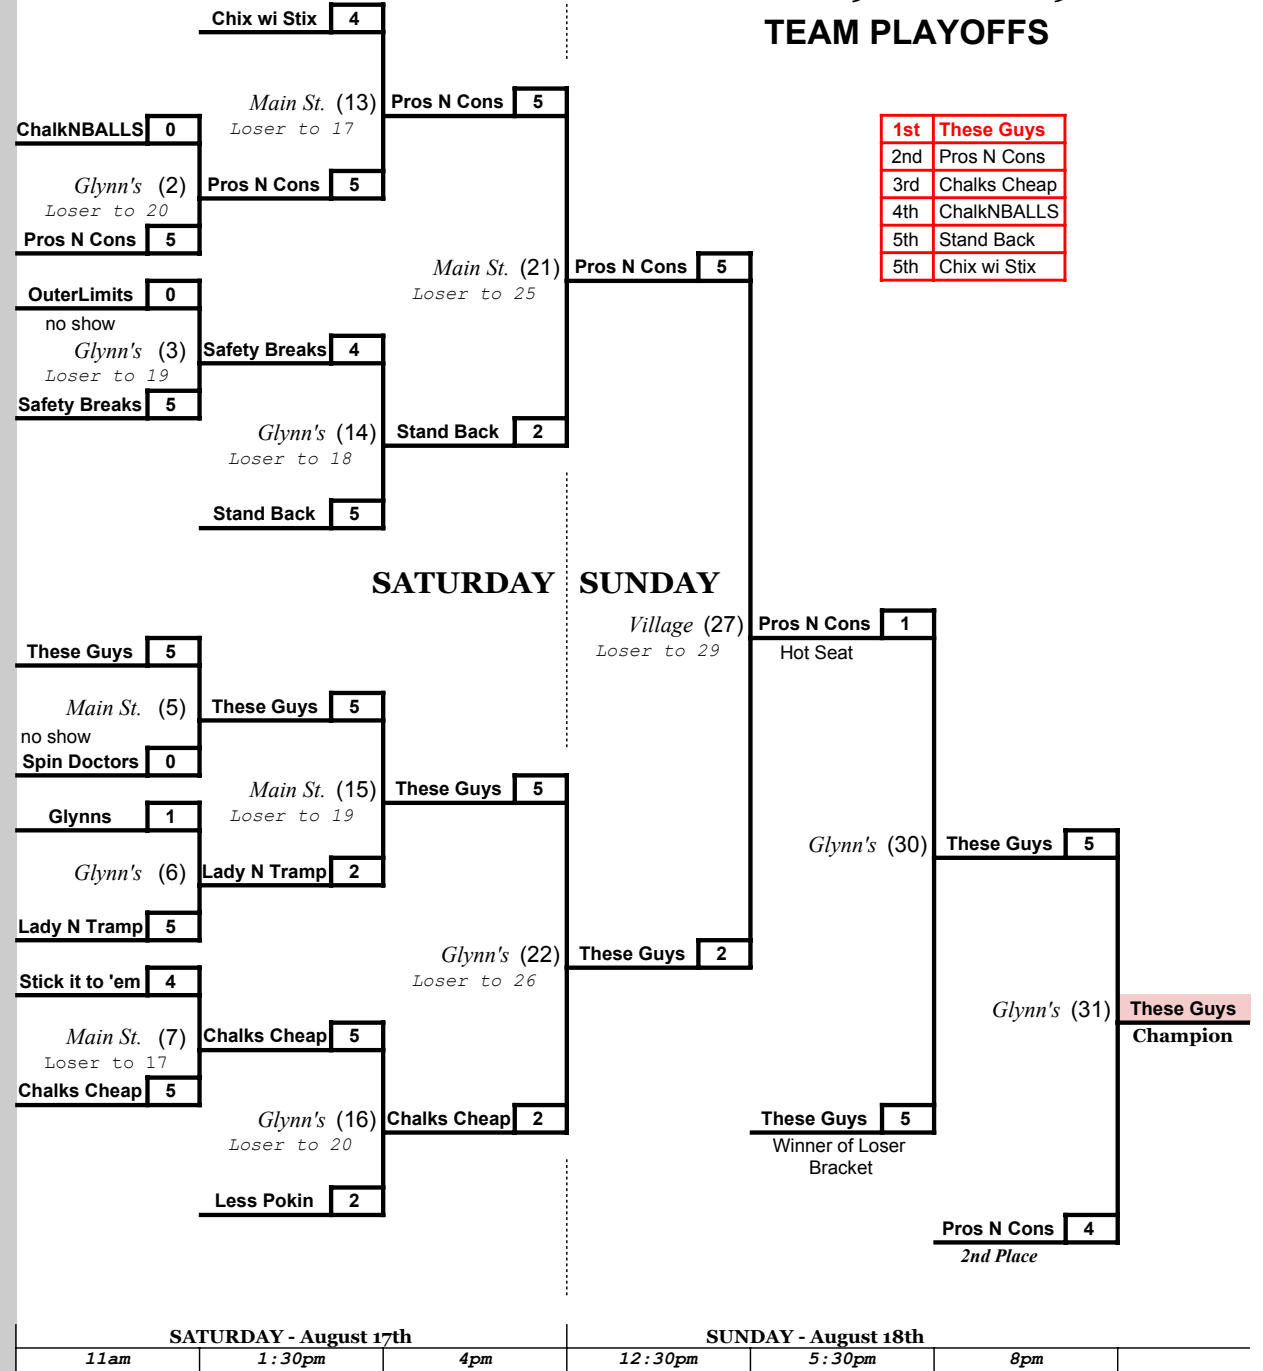 TEAM PLAYOFFS
Chix wi Stix 4
Main St. (13) Pros N Cons 5
Loser to 17
ChalkNBALLS 0
Glynn's (2) Pros N Cons 5
Loser to 20
Pros N Cons 5
1st These Guys
2nd Pros N Cons
3rd Chalks Cheap
4th ChalkNBALLS
5th Stand Back
5th Chix wi Stix
Main St. (21) Pros N Cons 5
Loser to 25
OuterLimits 0
no show
Glynn's (3) Safety Breaks 4
Loser to 19
Safety Breaks 5
Glynn's (14) Stand Back 2
Loser to 18
Stand Back 5
SATURDAY SUNDAY
Village (27) Pros N Cons 1
Loser to 29 Hot Seat
These Guys 5
Main St. (5) These Guys 5
no show
Spin Doctors 0
Main St. (15) These Guys 5
Loser to 19
Glynns 1
Glynn's (6) Lady N Tramp 2
Lady N Tramp 5
Glynn's (30) These Guys 5
Glynn's (22) These Guys 2
Loser to 26
Stick it to 'em 4
Main St. (7) Chalks Cheap 5
Loser to 17
Chalks Cheap 5
Glynn's (31) These Guys
Champion
Glynn's (16) Chalks Cheap 2
Loser to 20
These Guys 5
Winner of Loser
Bracket
Less Pokin 2
Pros N Cons 4
2nd Place
SATURDAY - August 17th SUNDAY - August 18th
11am 1:30pm 4pm 12:30pm 5:30pm 8pm